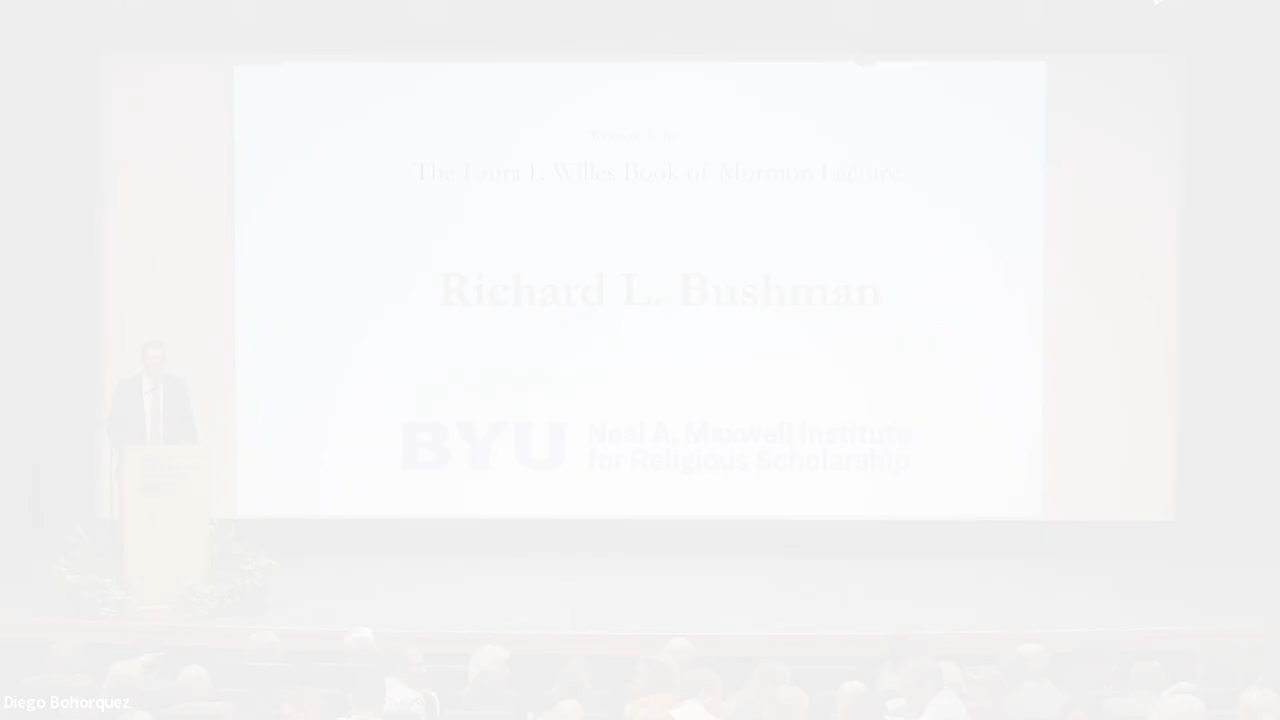 The Laura F. Willes Book of Mormon Lecture
Richard L. Bushman
BYU
Neal A. Maxwell Institute
for Religious Scholarship
Diego Bohorquez